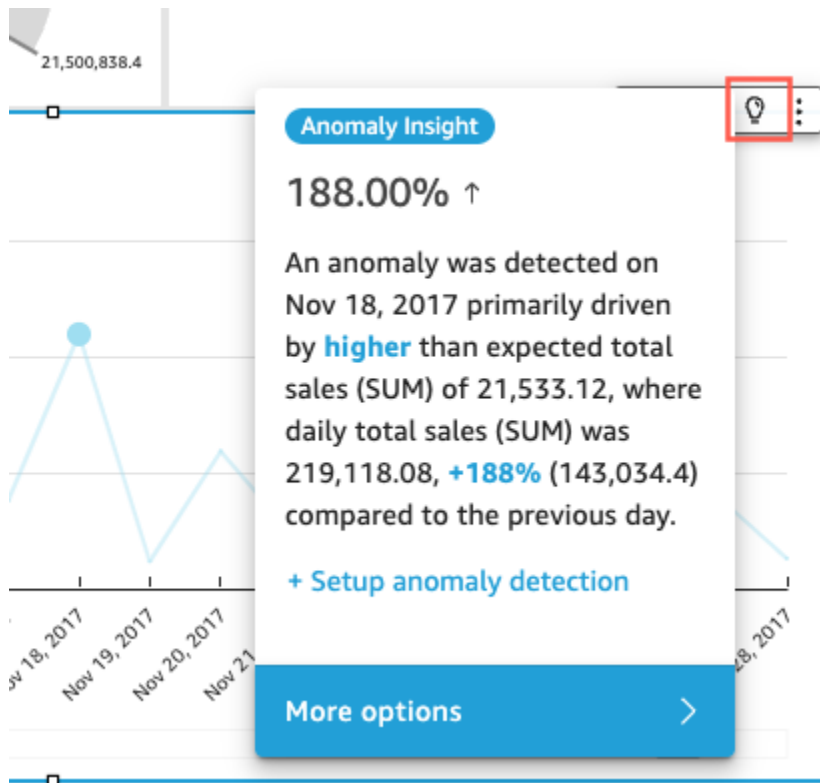 21,500,838.4
Anomaly Insight
188.00% ↑
An anomaly was detected on
Nov 18, 2017 primarily driven
by higher than expected total
sales (SUM) of 21,533.12, where
daily total sales (SUM) was
219,118.08, +188% (143,034.4)
compared to the previous day.
+ Setup anomaly detection
More options
18, 2017
Nov 19, 2017
Nov 20, 2017
Nov 21
28, 2017